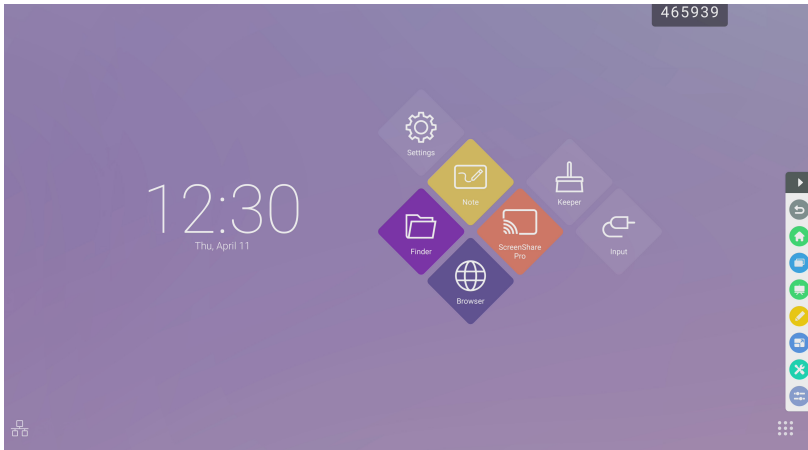 465939
Settings
Note
Keeper
12:30
Thu, April 11
Finder
ScreenShare
Pro
Input
Browser